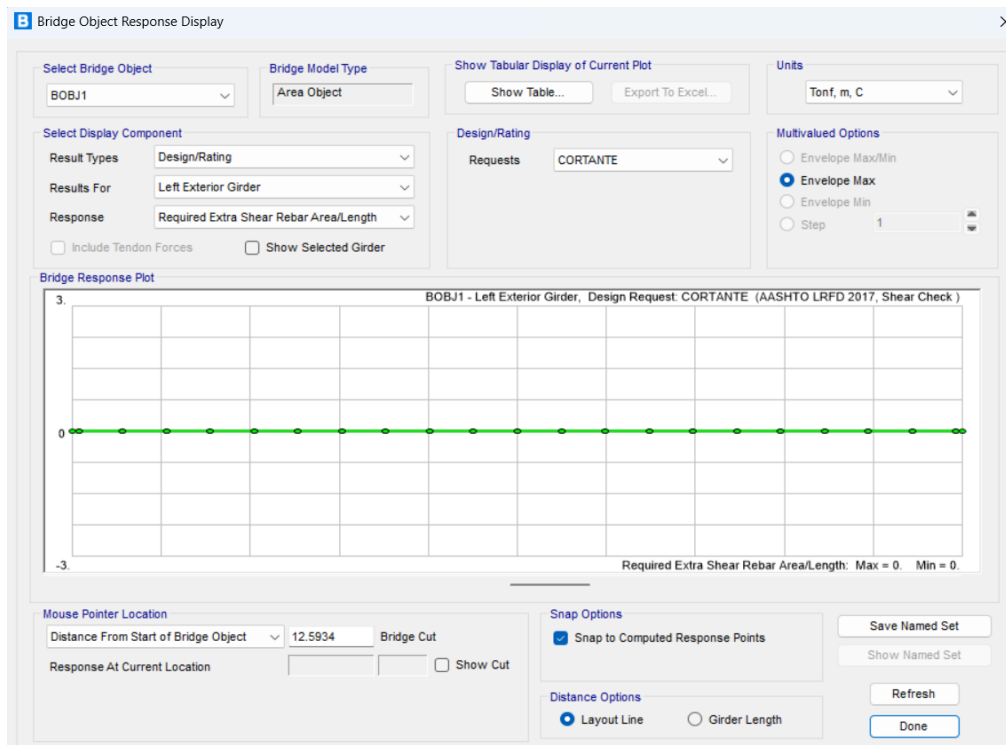 B Bridge Object Response Display
Select Bridge Object
BOBJ1
Bridge Model Type
Area Object
Show Tabular Display of Current Plot
Show Table...
Export To Excel...
Units
Tonf, m, C
Select Display Component
Result Types
Design/Rating
Results For
Left Exterior Girder
Response
Required Extra Shear Rebar Area/Length
Include Tendon Forces
Show Selected Girder
Design/Rating
Requests
CORTANTE
Multivalued Options
Envelope Max/Min
Envelope Max
Envelope Min
Step
1
Bridge Response Plot
3.
BOBJ1 - Left Exterior Girder, Design Request: CORTANTE (AASHTO LRFD 2017, Shear Check )
0
-3.
Required Extra Shear Rebar Area/Length: Max = 0. Min = 0.
Mouse Pointer Location
Distance From Start of Bridge Object
12.5934
Bridge Cut
Response At Current Location
Show Cut
Snap Options
Snap to Computed Response Points
Distance Options
Layout Line
Girder Length
Save Named Set
Show Named Set
Refresh
Done